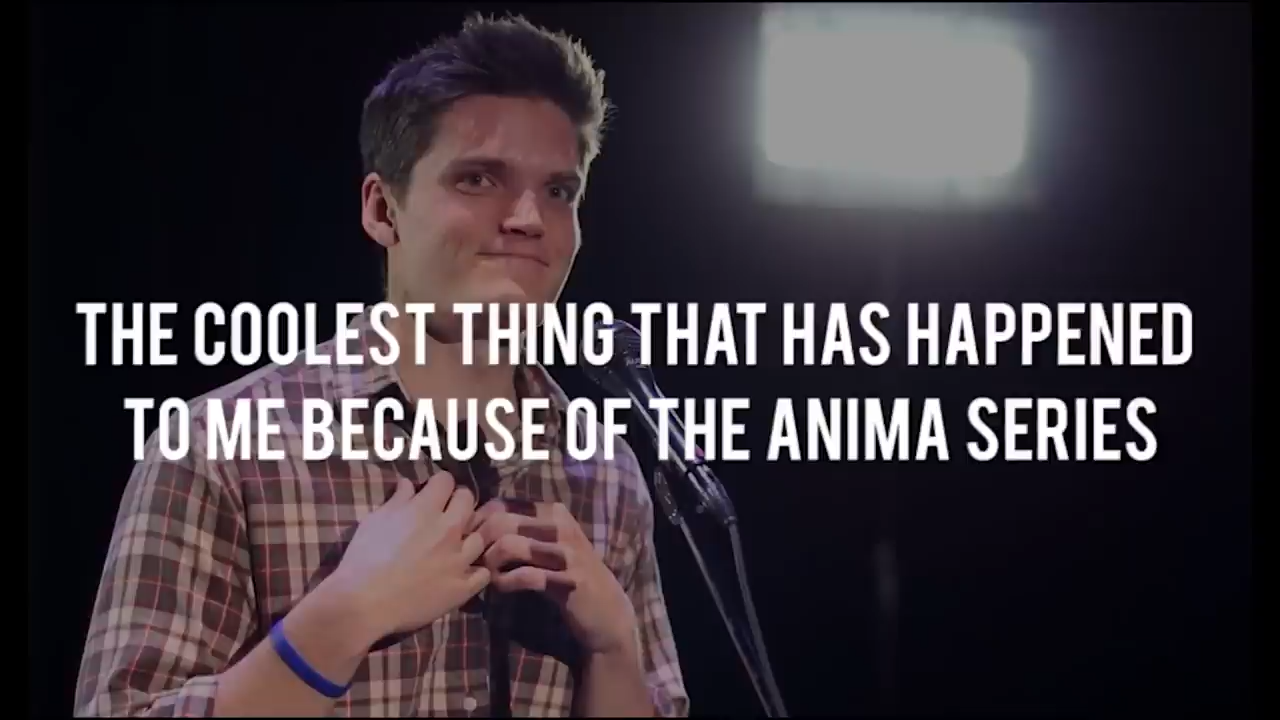 THE COOLEST THING THAT HAS HAPPENED
TO ME BECAUSE OF THE ANIMA SERIES